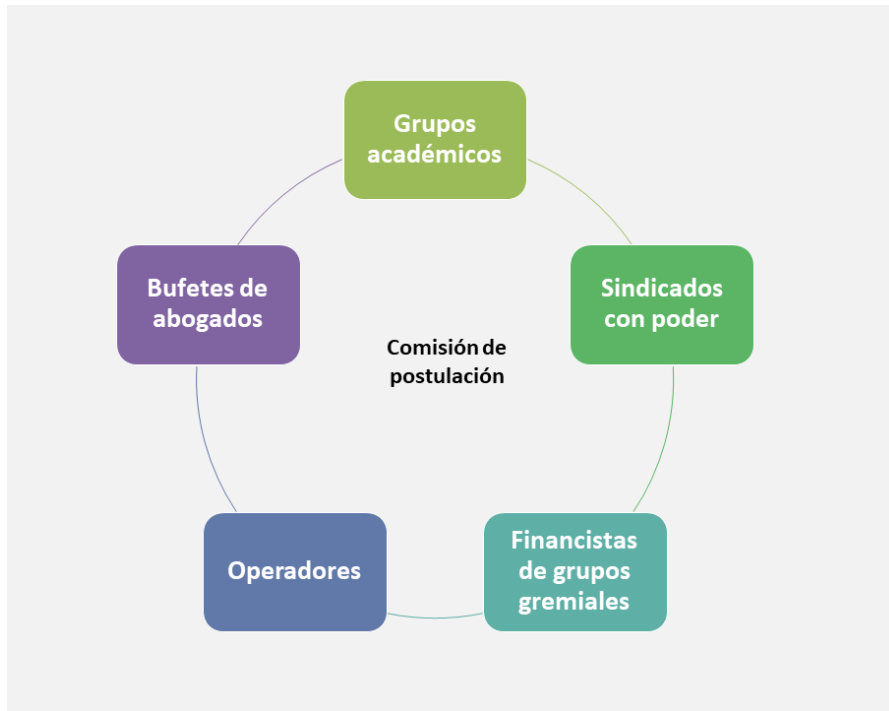 Grupos
académicos
Bufetes de
abogados
Sindicados
con poder
Comisión de
postulación
Operadores
Financistas
de grupos
gremiales